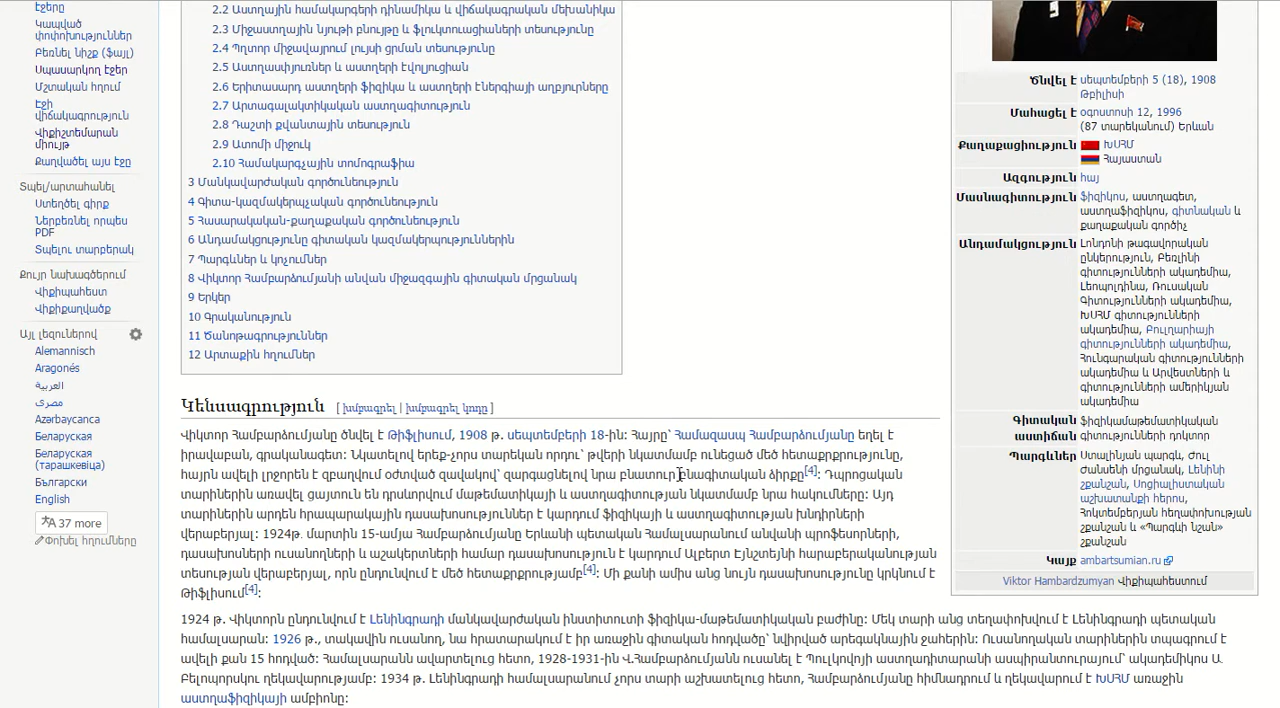 էջերը
Կապված
փոփոխություններ
Բեռնել նիշք (ֆայլ)
Սպասարկող էջեր
Մշտական հղում
Էջի
վիճակագրություն
Վիքիշտեմարան
միույթ
Քաղվածել այս էջը
Տպել/արտահանել
Ստեղծել գիրք
Ներբեռնել որպես
PDF
Տպելու տարբերակ
Քույր նախագծերում
Վիքիպահեստ
Վիքիքաղվածք
Այլ լեզուներով
Alemannisch
Aragonés
العربية
مصرى
Azərbaycanca
Беларуская
Беларуская
(тарашкевіца)
Български
English
37 more
Փոխել հղումները
2.2 Աստղային համակարգերի դինամիկա և վիճակագրական մեխանիկա
2.3 Միջաստղային նյութի բնույթը և ֆլուկտուացիաների տեսությունը
2.4 Պղտոր միջավայրում լույսի ցրման տեսությունը
2.5 Աստղասփյուռներ և աստղերի էվոլյուցիան
2.6 Երիտասարդ աստղերի ֆիզիկա և աստղերի էներգիայի աղբյուրները
2.7 Արտագալակտիկական աստղագիտություն
2.8 Դաշտի քվանտային տեսություն
2.9 Ատոմի միջուկ
2.10 Համակարգչային տոմոգրաֆիա
3 Մանկավարժական գործունեություն
4 Գիտա-կազմակերպչական գործունեություն
5 Հասարակական-քաղաքական գործունեություն
6 Անդամակցությունը գիտական կազմակերպություններին
7 Պարգևներ և կոչումներ
8 Վիկտոր Համբարձումյանի անվան միջազգային գիտական մրցանակ
9 Երկեր
10 Գրականություն
11 Ծանոթագրություններ
12 Արտաքին հղումներ
Կենսագրություն [ խմբագրել | խմբագրել կոդը ]
Վիկտոր Համբարձումյանը ծնվել է Թիֆլիսում, 1908 թ. սեպտեմբերի 18-ին։ Հայրը՝ Համազասպ Համբարձումյանը եղել է
իրավաբան, գրականագետ։ Նկատելով երեք-չորս տարեկան որդու՝ թվերի նկատմամբ ունեցած մեծ հետաքրքրությունը,
հայրն ավելի լրջորեն է զբաղվում օժտված զավակով՝ զարգացնելով նրա բնատուր բնագիտական ձիրքը[4]։ Դպրոցական
տարիներին առավել ցայտուն են դրսևորվում մաթեմատիկայի և աստղագիտության նկատմամբ նրա հակումները։ Այդ
տարիներին արդեն հրապարակային դասախոսություններ է կարդում ֆիզիկայի և աստղագիտության խնդիրների
վերաբերյալ։ 1924թ. մարտին 15-ամյա Համբարձումյանը Երևանի պետական Համալսարանում անվանի պրոֆեսորների,
դասախոսների ուսանողների և աշակերտների համար դասախոսություն է կարդում Ալբերտ Էյնշտեյնի հարաբերականության
տեսության վերաբերյալ, որն ընդունվում է մեծ հետաքրքրությամբ[4]։ Մի քանի ամիս անց նույն դասախոսությունը կրկնում է
Թիֆլիսում[4]։
1924 թ. Վիկտորն ընդունվում է Լենինգրադի մանկավարժական ինստիտուտի ֆիզիկա-մաթեմատիկական բաժինը։ Մեկ տարի անց տեղափոխվում է Լենինգրադի պետական
համալսարան։ 1926 թ., տակավին ուսանող, նա հրատարակում է իր առաջին գիտական հոդվածը՝ նվիրված արեգակնային ջահերին։ Ուսանողական տարիներին տպագրում է
ավելի քան 15 հոդված։ Համալսարանն ավարտելուց հետո, 1928-1931-ին Վ.Համբարձումյանն ուսանել է Պուլկովոյի աստղադիտարանի ասպիրանտուրայում՝ ակադեմիկոս Ա.
Բելոպորսկու ղեկավարությամբ։ 1934 թ. Լենինգրադի համալսարանում չորս տարի աշխատելուց հետո, Համբարձումյանը հիմնադրում և ղեկավարում է ԽՍՀՄ առաջին
աստղաֆիզիկայի ամբիոնը։
Ծնվել է սեպտեմբերի 5 (18), 1908
Թբիլիսի
Մահացել է օգոստոսի 12, 1996
(87 տարեկանում) Երևան
Քաղաքացիություն ԽՍՀՄ
Հայաստան
Ազգություն հայ
Մասնագիտություն ֆիզիկոս, աստղագետ,
աստղաֆիզիկոս, գիտնական և
քաղաքական գործիչ
Անդամակցություն Լոնդոնի թագավորական
ընկերություն, Բեռլինի
գիտությունների ակադեմիա,
Լեոպոլդինա, Ռուսական
Գիտությունների ակադեմիա,
ԽՍՀՄ գիտությունների
ակադեմիա, Բուլղարիայի
գիտությունների ակադեմիա,
Հունգարական գիտությունների
ակադեմիա և Արվեստների և
գիտությունների ամերիկյան
ակադեմիա
Գիտական աստիճան ֆիզիկամաթեմատիկական
գիտությունների դոկտոր
Պարգևներ Ստալինյան պարգև, Ժուլ
Ժանսենի մրցանակ, Լենինի
շքանշան, Սոցիալիստական
աշխատանքի հերոս,
Հոկտեմբերյան հեղափոխության
շքանշան և «Պարգևի նշան»
շքանշան
Կայք ambartsumian.ru
Viktor Hambardzumyan Վիքիպահեստում